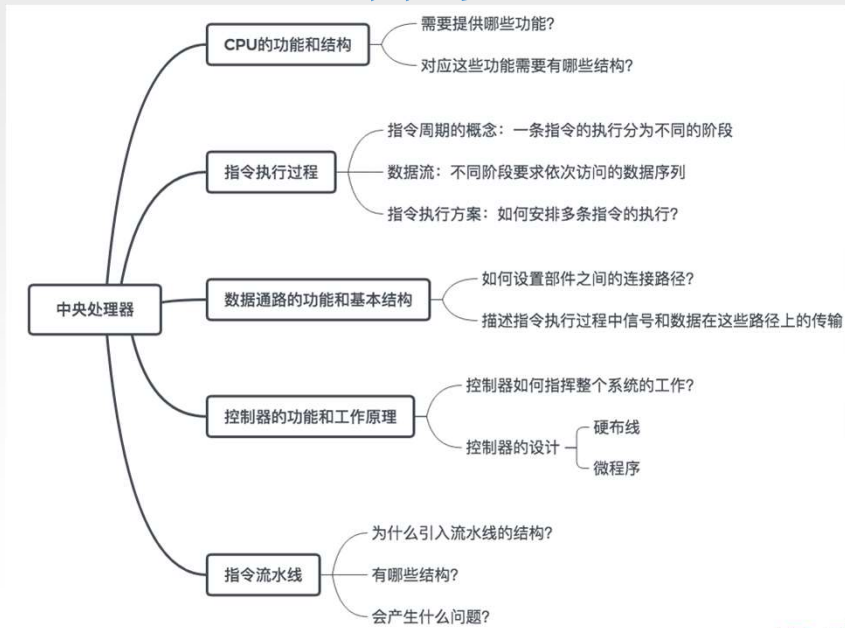 CPU的功能和结构
需要提供哪些功能?
对应这些功能需要有哪些结构?
指令执行过程
指令周期的概念：一条指令的执行分为不同的阶段
数据流：不同阶段要求依次访问的数据序列
指令执行方案：如何安排多条指令的执行?
中央处理器
数据通路的功能和基本结构
如何设置部件之间的连接路径?
描述指令执行过程中信号和数据在这些路径上的传输
控制器的功能和工作原理
控制器如何指挥整个系统的工作?
控制器的设计
硬布线
微程序
指令流水线
为什么引入流水线的结构?
有哪些结构?
会产生什么问题?